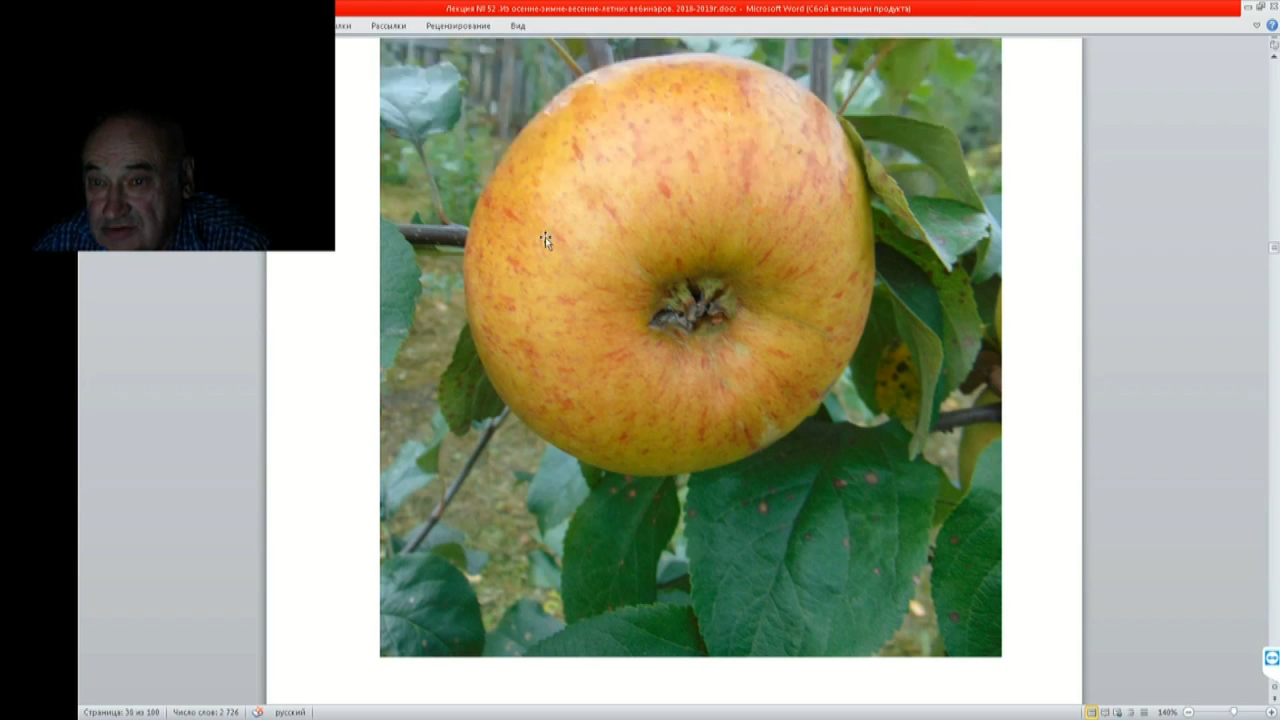 Лекция № 52 .Из осенне-зимне-весенне-летних вебинаров. 2018-2019г.docx - Microsoft Word (Сбой активации продукта)
Рассылки Рецензирование Вид
Страница: 38 из 100 Число слов: 2 726 русский 140%